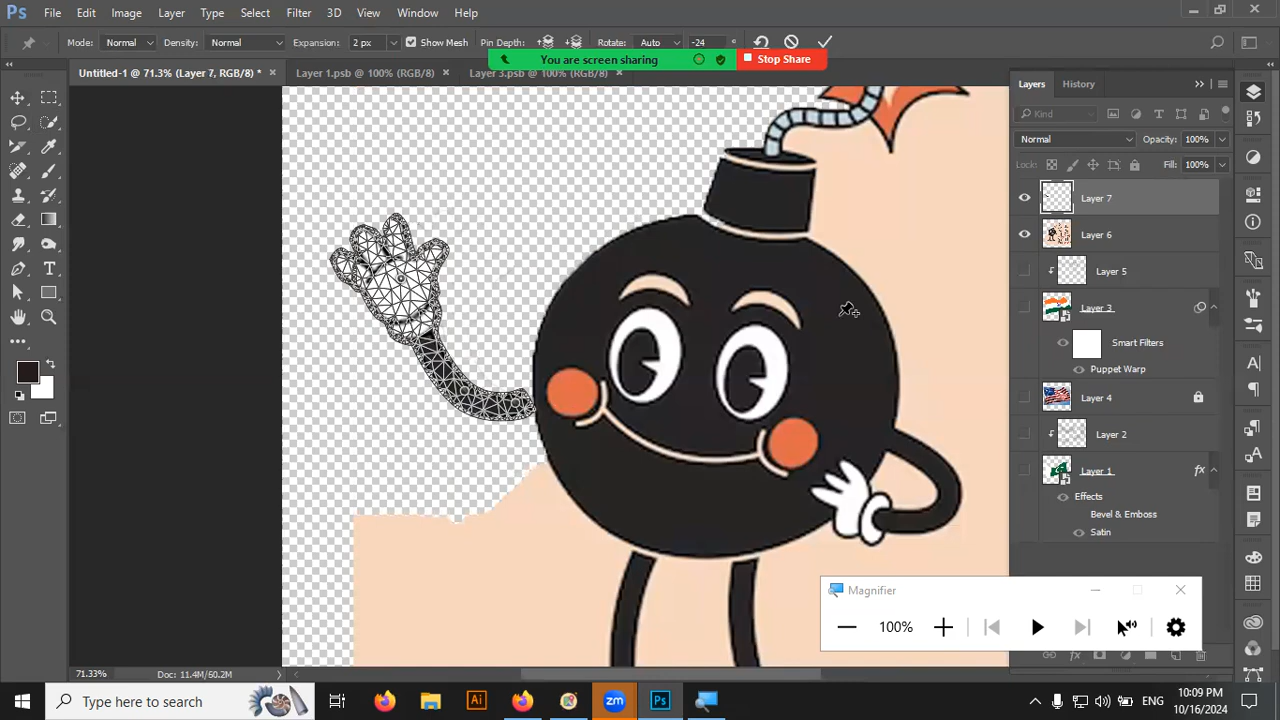 Ps File Edit Image Layer Type Select Filter 3D View Window Help
Mode: Normal Density: Normal Expansion: 2 px Show Mesh Pin Depth: Rotate: Auto -24 °
You are screen sharing Stop Share
Untitled-1 @ 71.3% (Layer 7, RGB/8) * × Layer 1.psb @ 100% (RGB/8) × Layer 3.psb @ 100% (RGB/8) ×
Layers History
Kind
Normal Opacity: 100%
Lock: Fill: 100%
Layer 7
Layer 6
Layer 5
Layer 3
Smart Filters
Puppet Warp
Layer 4
Layer 2
Layer 1 fx
Effects
Bevel & Emboss
Satin
Magnifier
100%
71.33% Doc: 11.4M/60.2M
Type here to search Ai zm Ps ENG 10:09 PM
10/16/2024